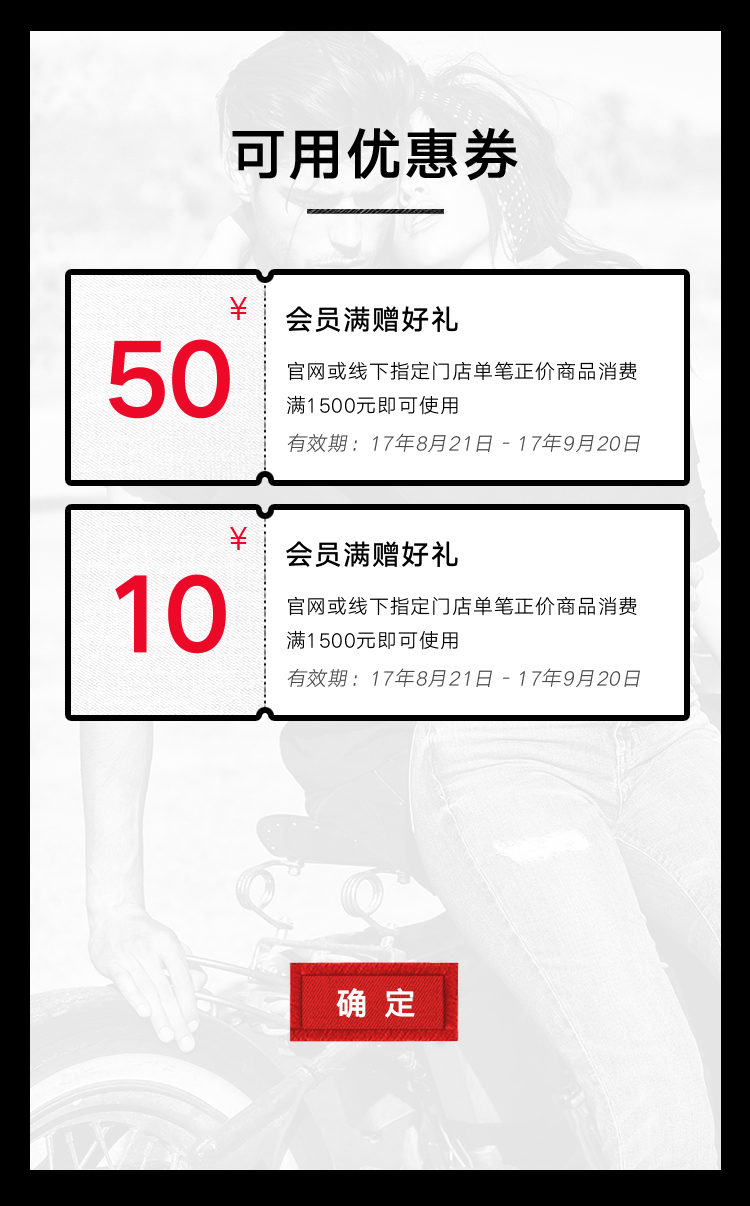 可用优惠券
¥
50
会员满赠好礼
官网或线下指定门店单笔正价商品消费
满1500元即可使用
有效期：17年8月21日 - 17年9月20日
¥
10
会员满赠好礼
官网或线下指定门店单笔正价商品消费
满1500元即可使用
有效期：17年8月21日 - 17年9月20日
确 定